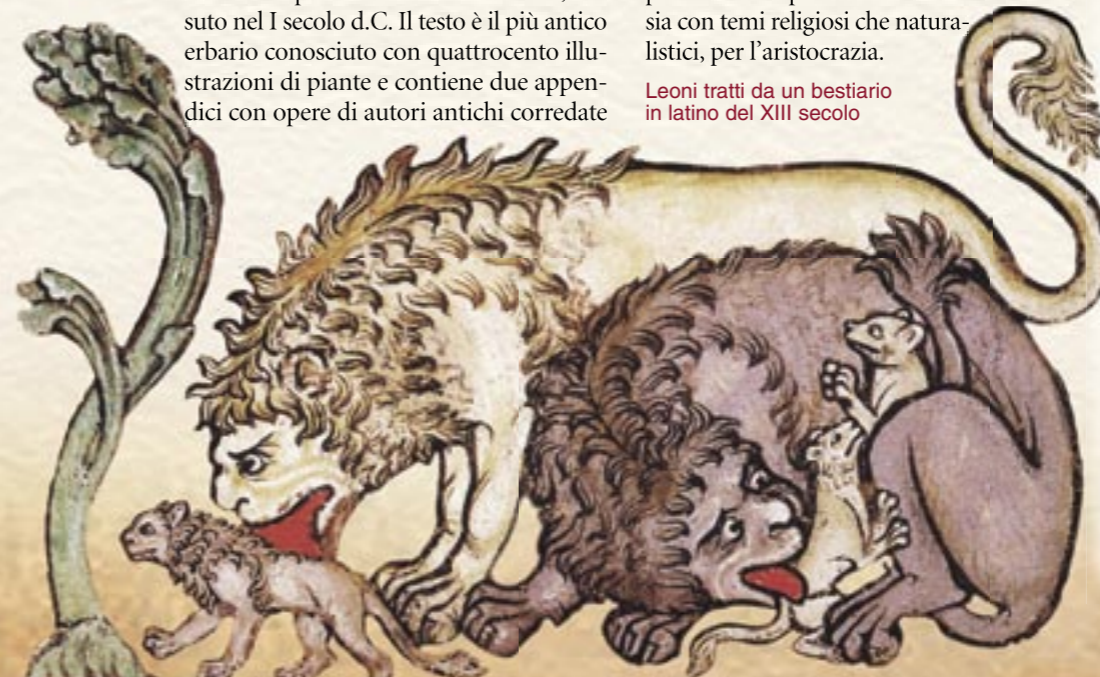 suto nel I secolo d.C. Il testo è il più antico
erbario conosciuto con quattrocento illu-
strazioni di piante e contiene due appen-
dici con opere di autori antichi corredate
sia con temi religiosi che natura-
listici, per l'aristocrazia.
Leoni tratti da un bestiario
in latino del XIII secolo